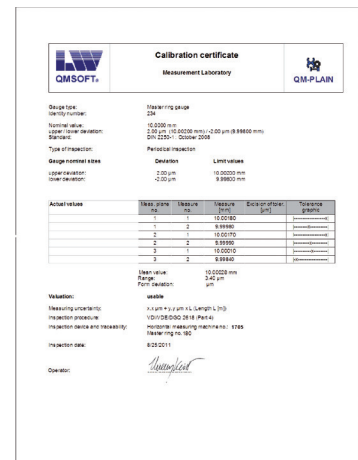 Calibration certificate
Measurement Laboratory
QMSOFT®
QM-PLAIN
Gauge type: Master ring gauge
Identity number: 234
Nominal value: 10.0000 mm
upper / lower deviation: 2.00 µm (10.00200 mm) / -2.00 µm (9.99800 mm)
Standard: DIN 2250-1, October 2008
Type of inspection: Periodical inspection
Gauge nominal sizes Deviation Limit values
upper deviation: 2.00 µm 10.00200 mm
lower deviation: -2.00 µm 9.99800 mm
Actual values Meas. plane no. Measure no. Measure [mm] Excision of toler. [µm] Tolerance graphic
1 1 10.00180
1 2 9.99980
2 1 10.00170
2 2 9.99990
3 1 10.00010
3 2 9.99840
Mean value: 10.00028 mm
Range: 3.40 µm
Form deviation: µm
Valuation: usable
Measuring uncertainty: x.x µm + y.y µm x L (Length L [m])
Inspection procedure: VDI/VDE/DGQ 2618 (Part 4)
Inspection device and traceability: Horizontal measuring machine no.: 1765
Master ring no. 180
Inspection date: 8/25/2011
Operator: